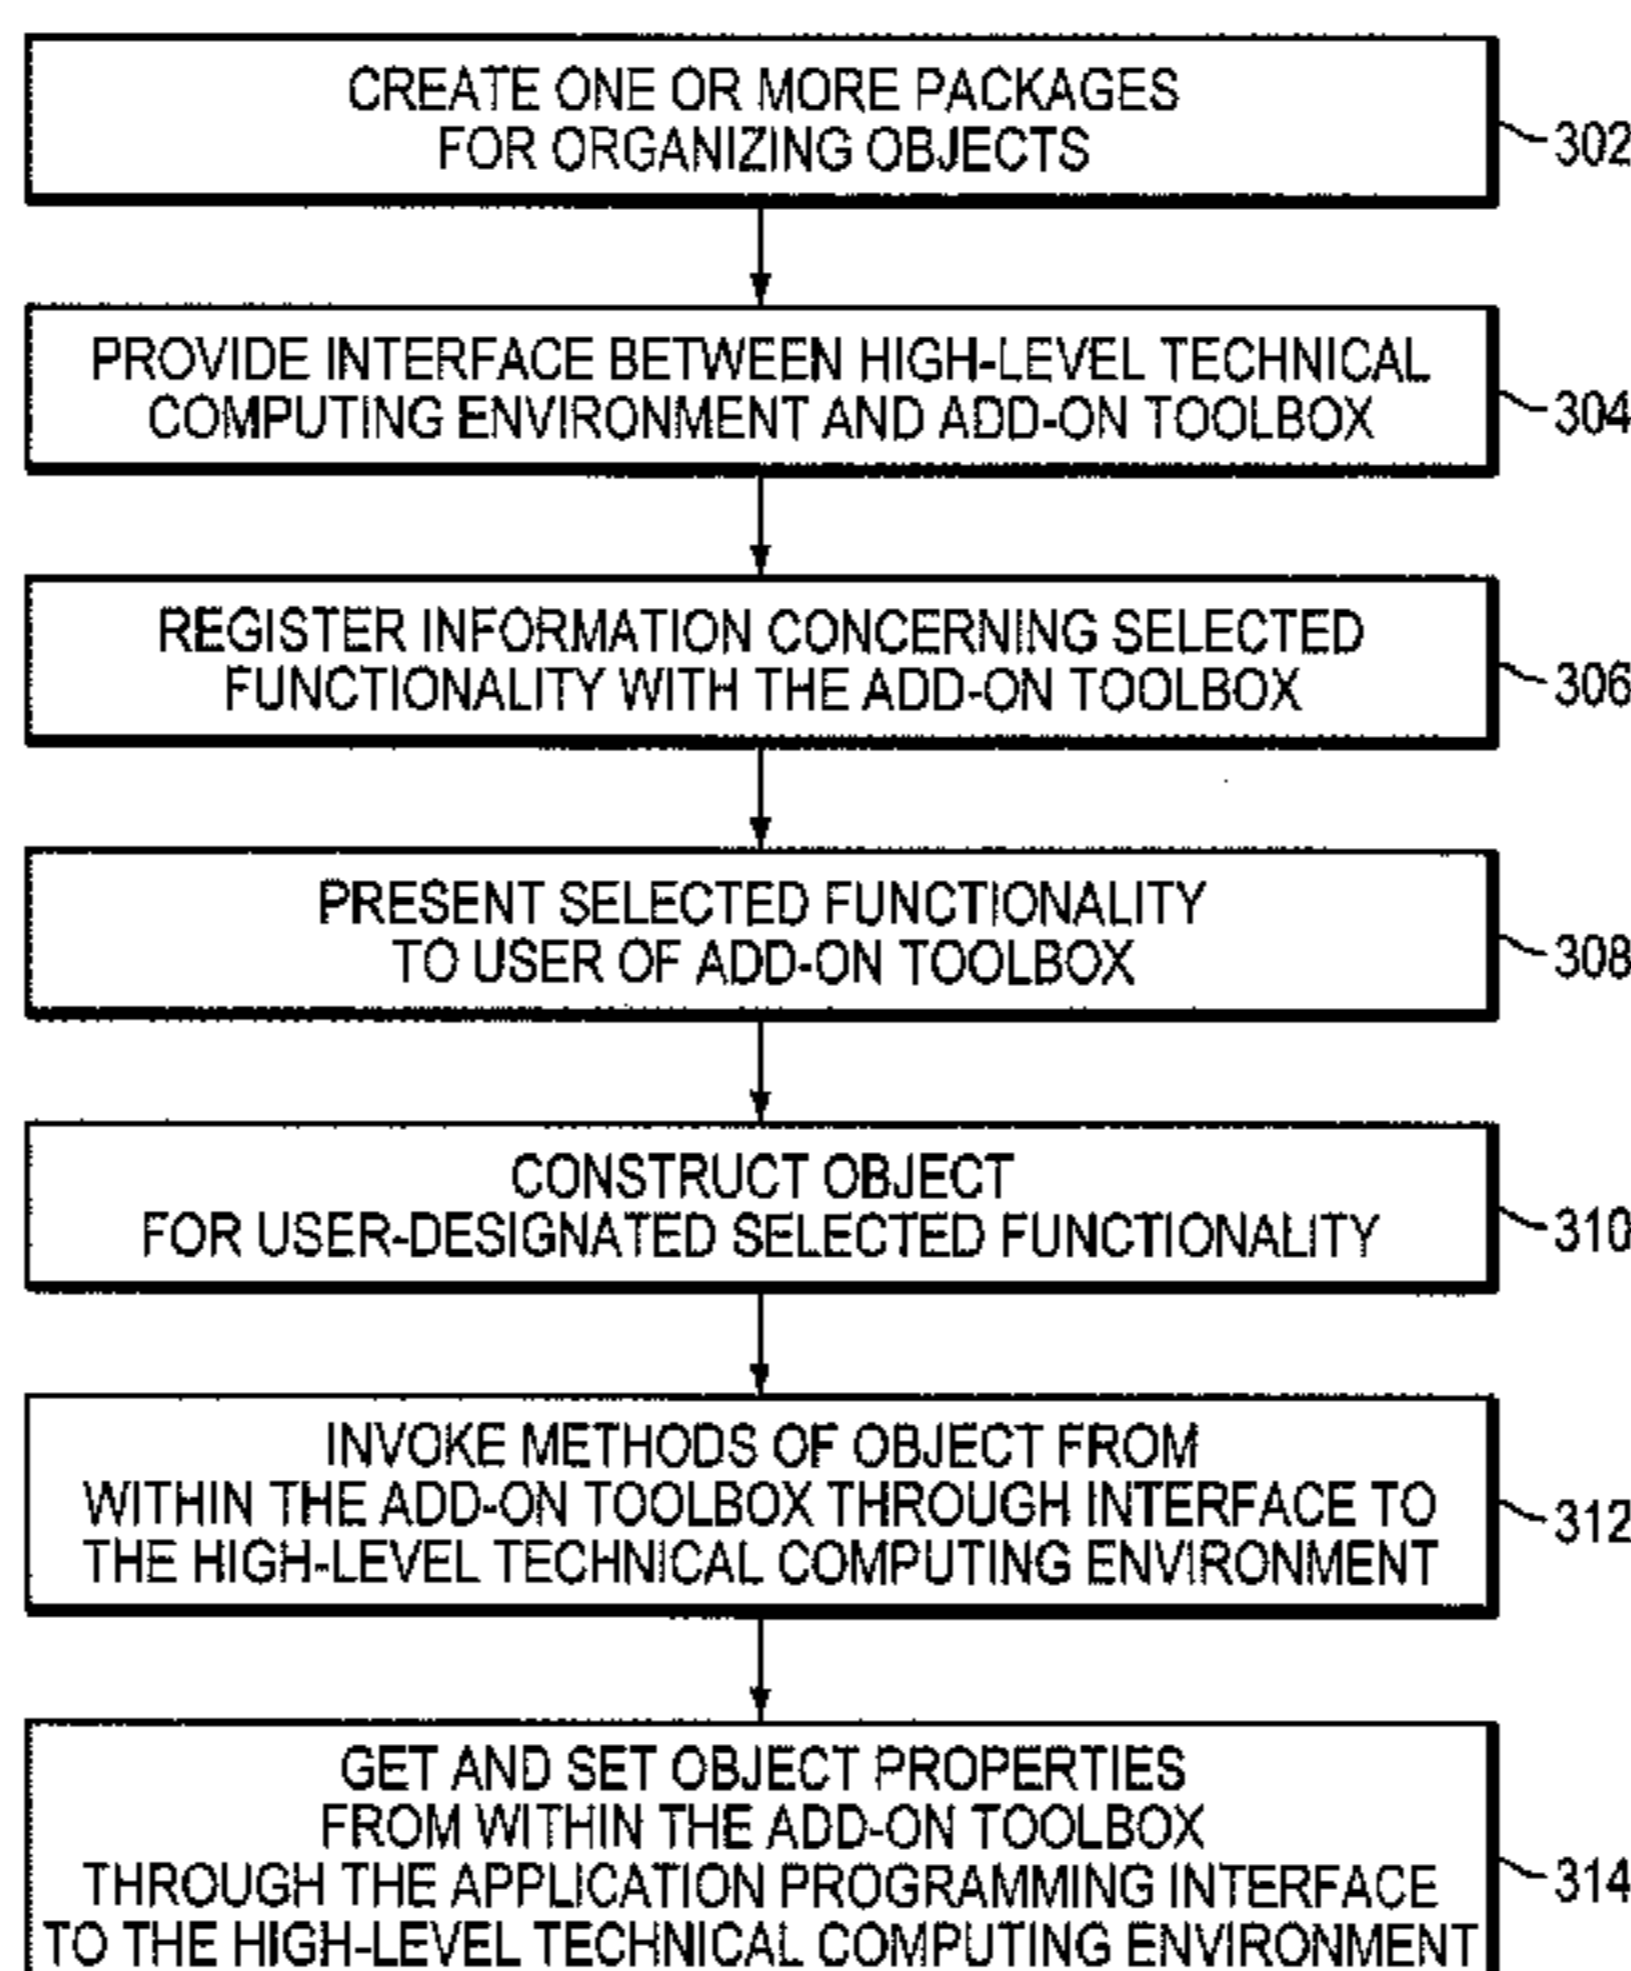 CREATE ONE OR MORE PACKAGES
FOR ORGANIZING OBJECTS
302
PROVIDE INTERFACE BETWEEN HIGH-LEVEL TECHNICAL
COMPUTING ENVIRONMENT AND ADD-ON TOOLBOX
304
REGISTER INFORMATION CONCERNING SELECTED
FUNCTIONALITY WITH THE ADD-ON TOOLBOX
306
PRESENT SELECTED FUNCTIONALITY
TO USER OF ADD-ON TOOLBOX
308
CONSTRUCT OBJECT
FOR USER-DESIGNATED SELECTED FUNCTIONALITY
310
INVOKE METHODS OF OBJECT FROM
WITHIN THE ADD-ON TOOLBOX THROUGH INTERFACE TO
THE HIGH-LEVEL TECHNICAL COMPUTING ENVIRONMENT
312
GET AND SET OBJECT PROPERTIES
FROM WITHIN THE ADD-ON TOOLBOX
THROUGH THE APPLICATION PROGRAMMING INTERFACE
TO THE HIGH-LEVEL TECHNICAL COMPUTING ENVIRONMENT
314